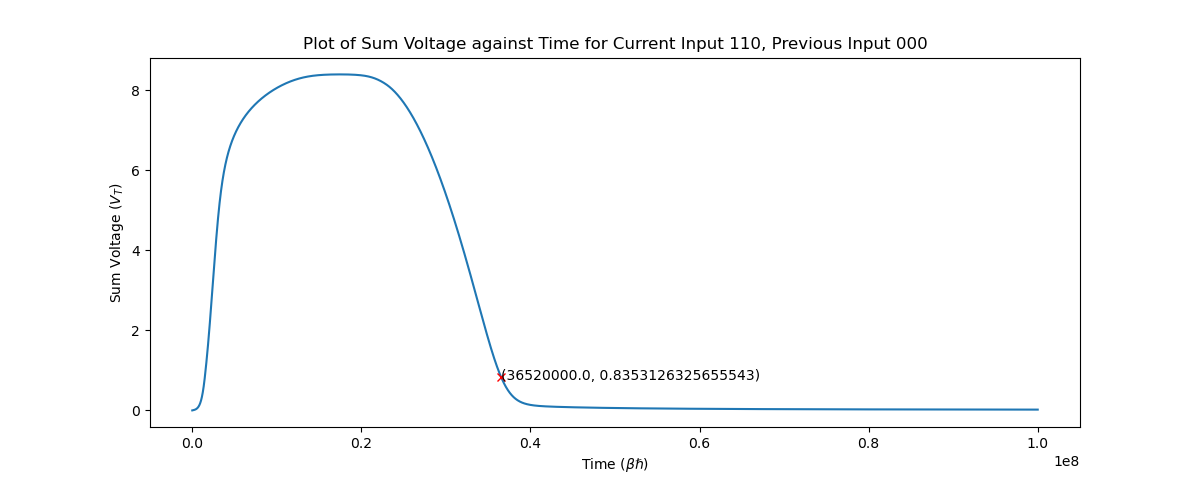 Plot of Sum Voltage against Time for Current Input 110, Previous Input 000
Sum Voltage (V_T)
8
6
4
2
0
(36520000.0, 0.8353126325655543)
0.0 0.2 0.4 0.6 0.8 1.0
1e8
Time (βℏ)